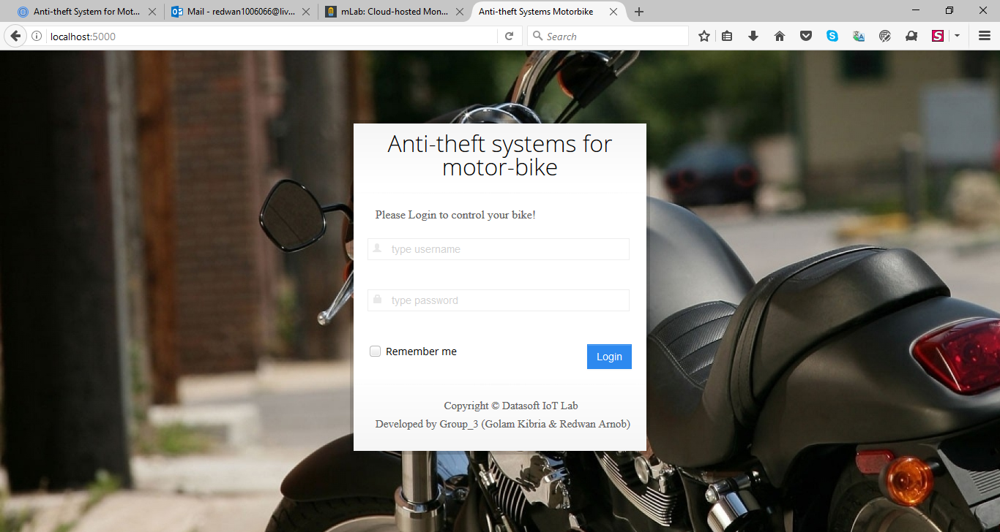 Anti-theft System for Mot...
Mail - redwan1006066@liv...
mLab: Cloud-hosted Mon...
Anti-theft Systems Motorbike
localhost:5000
Search
Anti-theft systems for
motor-bike
Please Login to control your bike!
type username
type password
Remember me
Login
Copyright © Datasoft IoT Lab
Developed by Group_3 (Golam Kibria & Redwan Arnob)